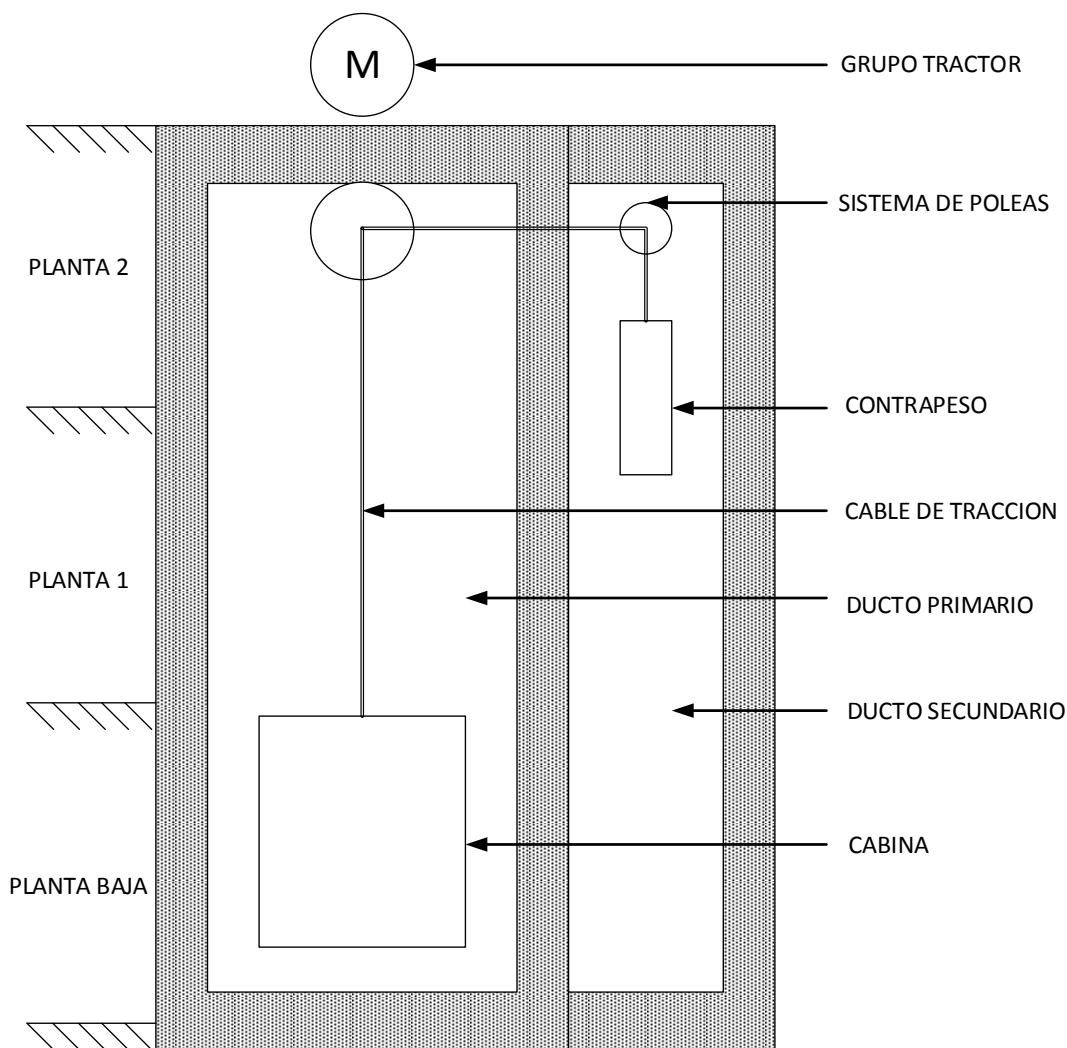 M
GRUPO TRACTOR
SISTEMA DE POLEAS
PLANTA 2
CONTRAPESO
CABLE DE TRACCION
PLANTA 1
DUCTO PRIMARIO
DUCTO SECUNDARIO
CABINA
PLANTA BAJA